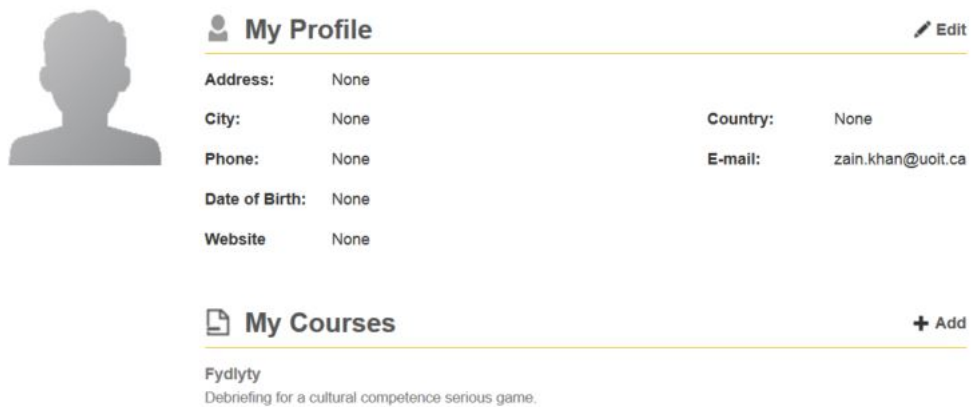 My Profile Edit
Address: None
City: None Country: None
Phone: None E-mail: zain.khan@uoit.ca
Date of Birth: None
Website None
My Courses Add
Fydlyty
Debriefing for a cultural competence serious game.